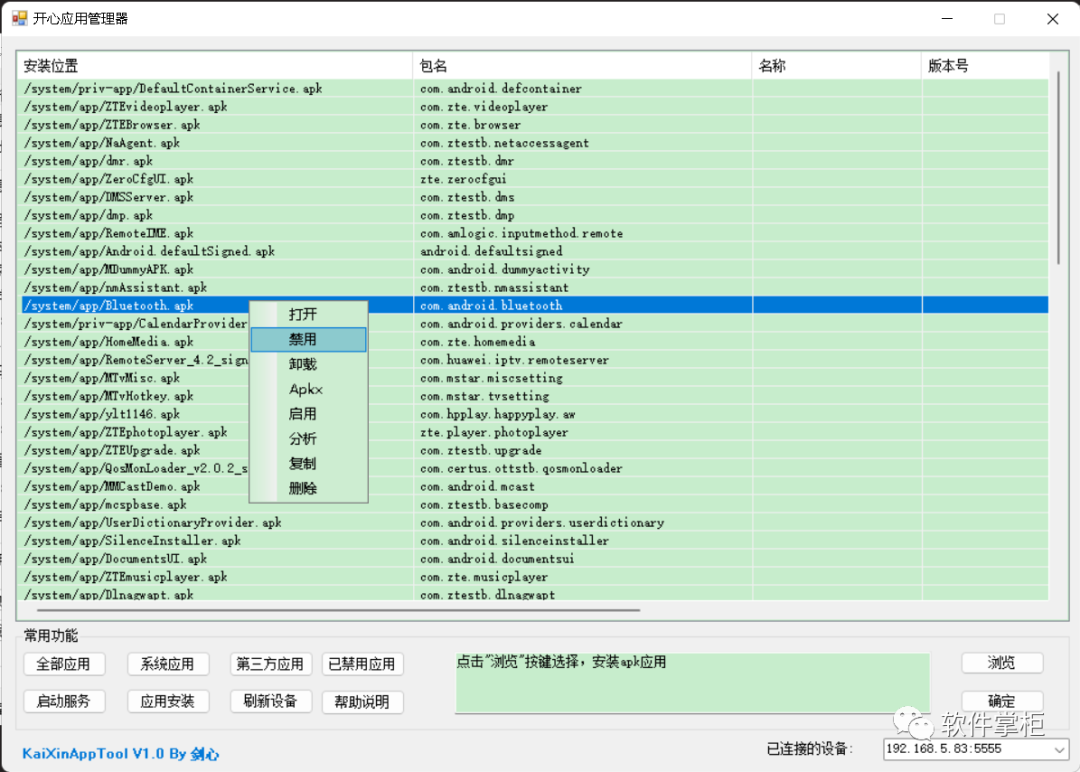 开心应用管理器
安装位置 包名 名称 版本号
/system/priv-app/DefaultContainerService.apk com.android.defcontainer
/system/app/ZTEvideoplayer.apk com.zte.videoplayer
/system/app/ZTEBrowser.apk com.zte.browser
/system/app/NaAgent.apk com.ztestb.netaccessagent
/system/app/dmr.apk com.ztestb.dmr
/system/app/ZeroCfgUI.apk zte.zerocfgui
/system/app/DMSServer.apk com.ztestb.dms
/system/app/dmp.apk com.ztestb.dmp
/system/app/RemoteIME.apk com.amlogic.inputmethod.remote
/system/app/Android.defaultSigned.apk android.defaultsigned
/system/app/MDummyAPK.apk com.android.dummyactivity
/system/app/nmAssistant.apk com.ztestb.nmassistant
/system/app/Bluetooth.apk com.android.bluetooth
/system/priv-app/CalendarProvider com.android.providers.calendar
/system/app/HomeMedia.apk com.zte.homemedia
/system/app/RemoteServer_4.2_sign com.huawei.iptv.remoteserver
/system/app/MTvMisc.apk com.mstar.miscsetting
/system/app/MTvHotkey.apk com.mstar.tvsetting
/system/app/ylt1146.apk com.hpplay.happyplay.aw
/system/app/ZTEphotoplayer.apk zte.player.photoplayer
/system/app/ZTEUpgrade.apk com.ztestb.upgrade
/system/app/QosMonLoader_v2.0.2_s com.certus.ottstb.qosmonloader
/system/app/MMCastDemo.apk com.android.mcast
/system/app/mcspbase.apk com.ztestb.basecomp
/system/app/UserDictionaryProvider.apk com.android.providers.userdictionary
/system/app/SilenceInstaller.apk com.android.silenceinstaller
/system/app/DocumentsUI.apk com.android.documentsui
/system/app/ZTEmusicplayer.apk com.zte.musicplayer
/system/app/Dlnagwapt.apk com.ztestb.dlnagwapt
打开
禁用
卸载
Apkx
启用
分析
复制
删除
常用功能
全部应用 系统应用 第三方应用 已禁用应用
点击"浏览"按键选择，安装apk应用
浏览
启动服务 应用安装 刷新设备 帮助说明
确定
软件掌柜
KaiXinAppTool V1.0 By 剑心
已连接的设备: 192.168.5.83:5555